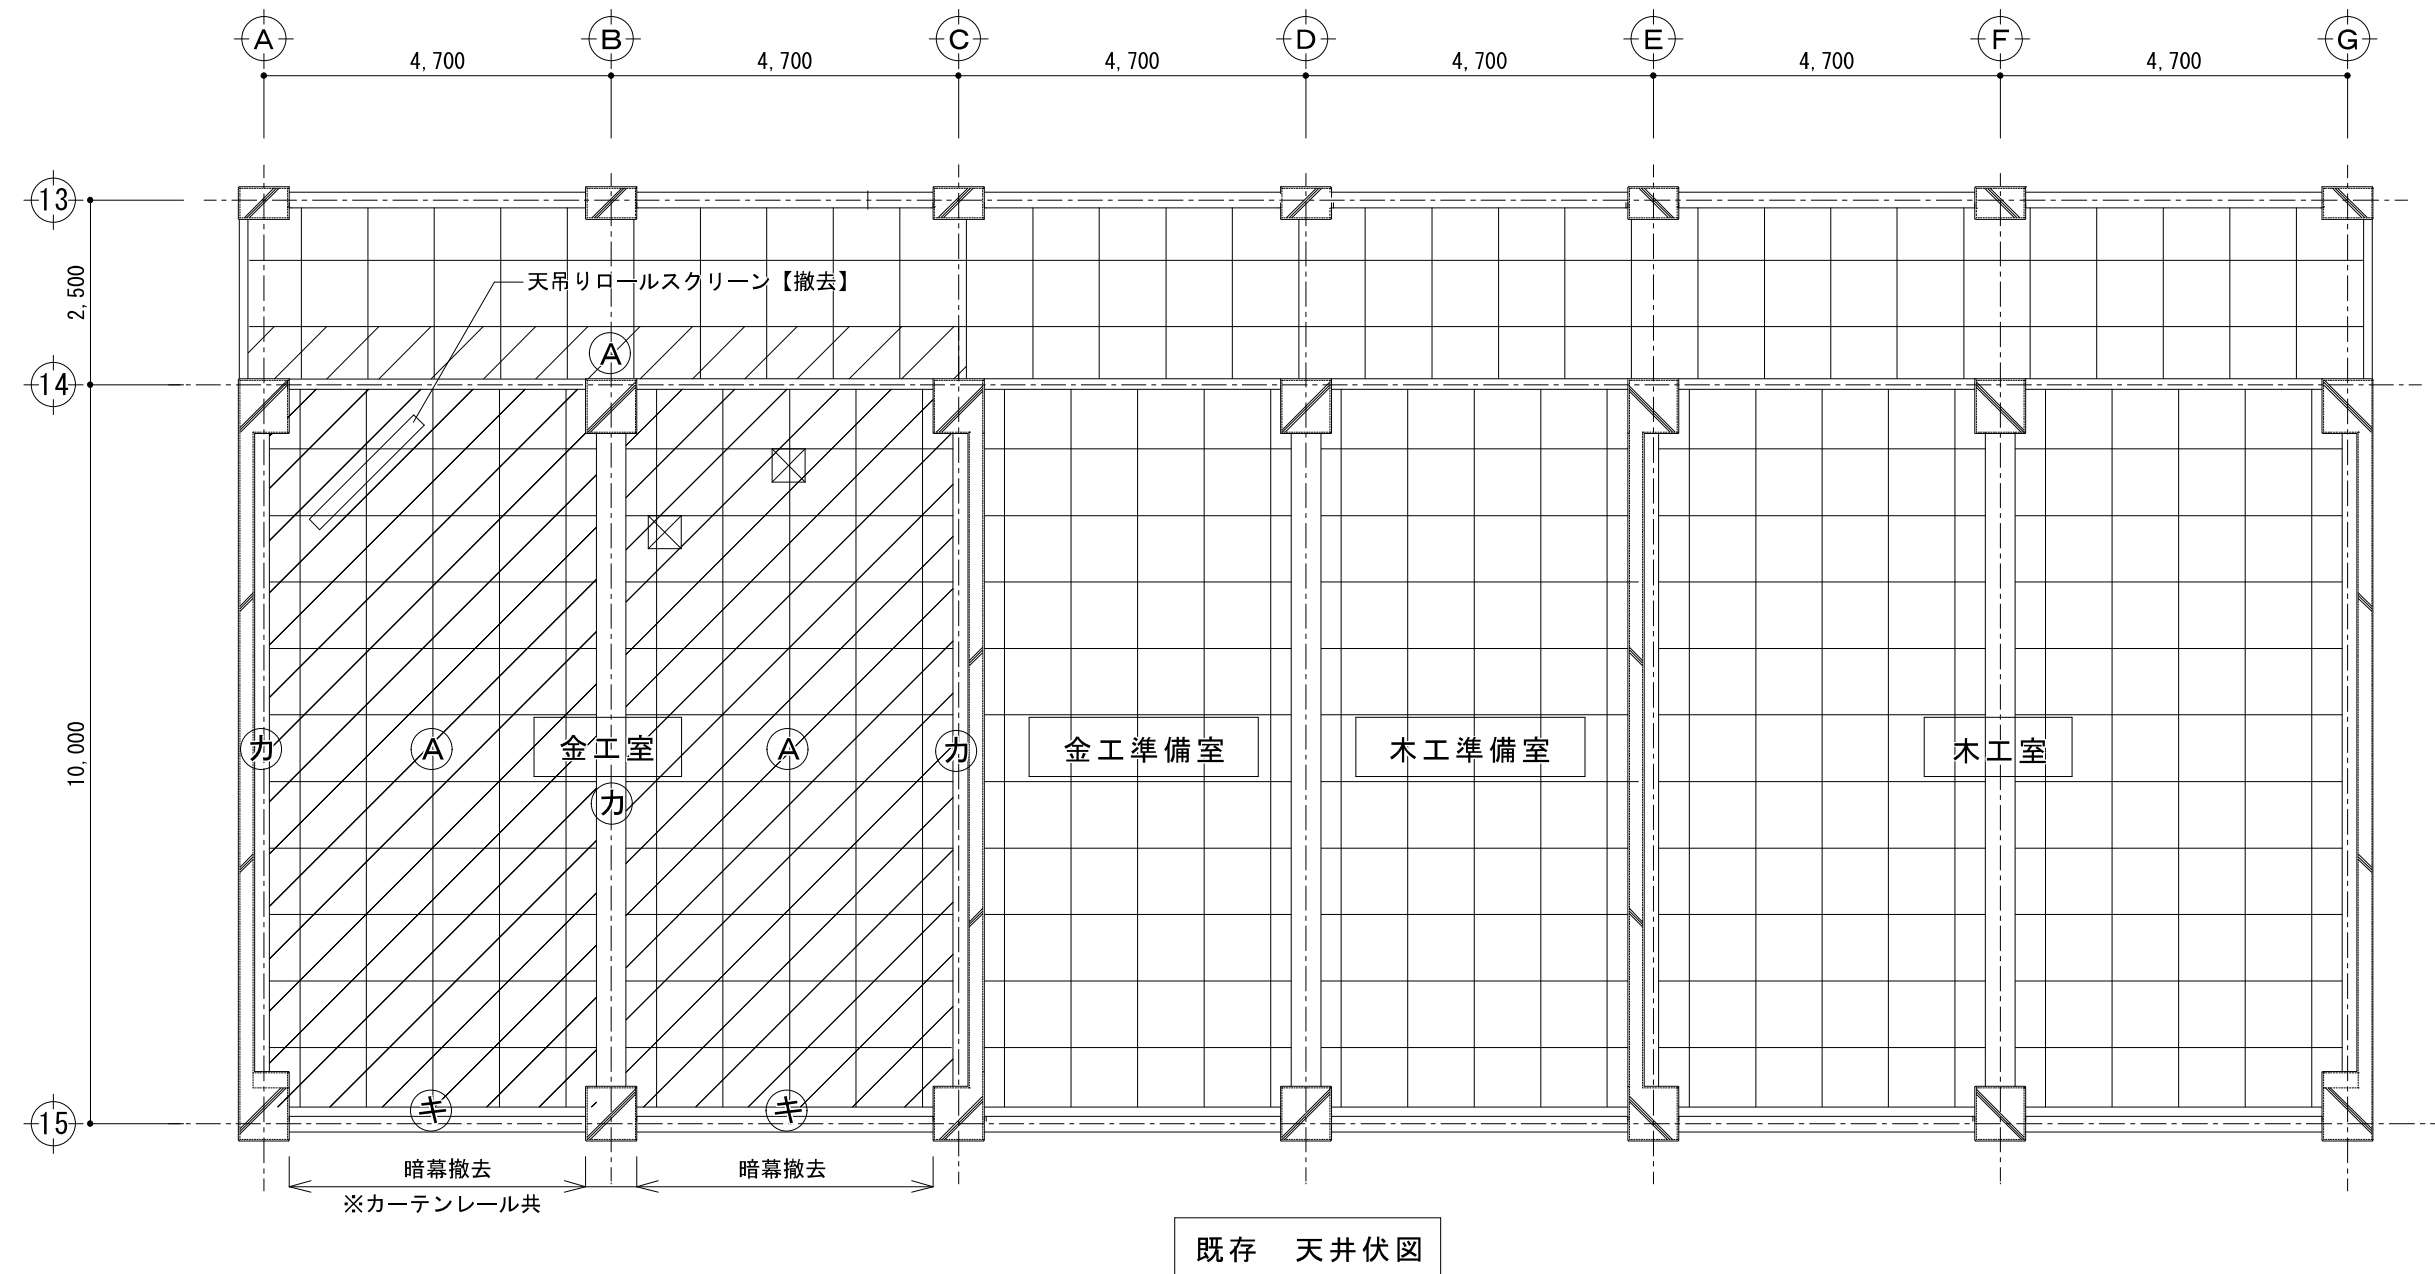 A B C D E F G
4,700 4,700 4,700 4,700 4,700 4,700
13
2,500
天吊りロールスクリーン【撤去】
A
14
10,000
カ A 金工室 A カ 金工準備室 木工準備室 木工室
カ
キ キ
15
暗幕撤去 暗幕撤去
※カーテンレール共
既存 天井伏図